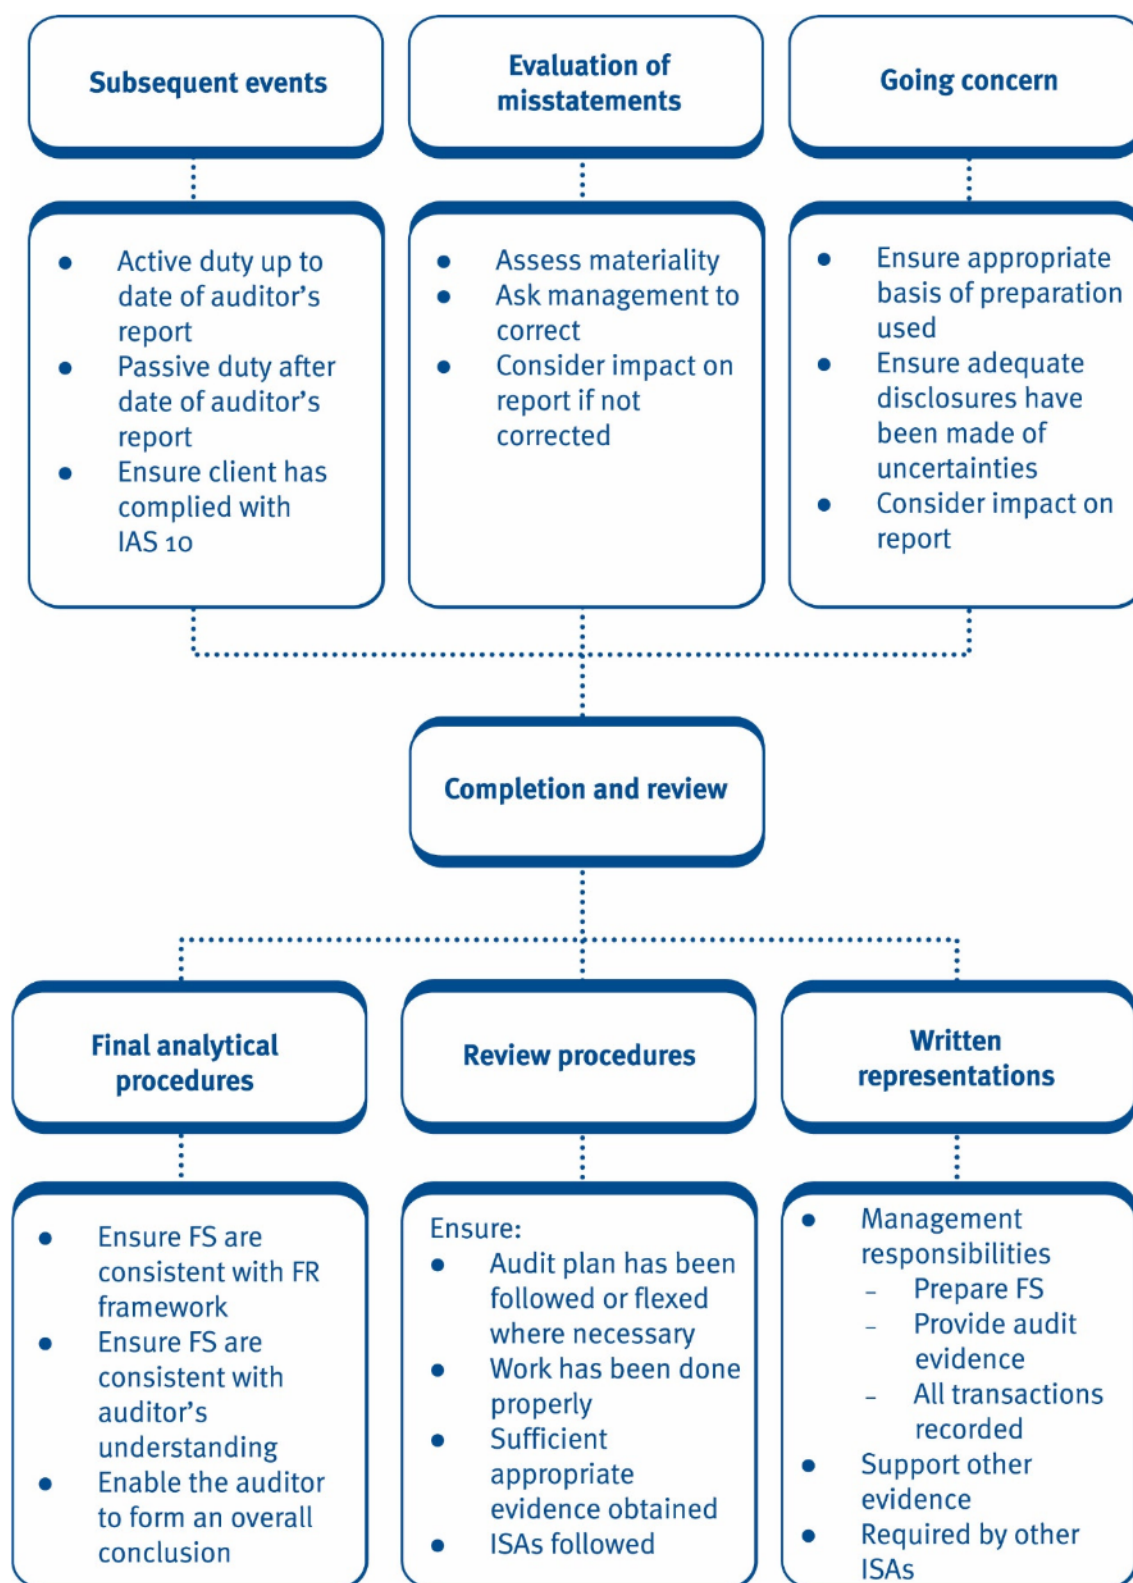 Subsequent events
Evaluation of
misstatements
Going concern
● Active duty up to
date of auditor's
report
● Passive duty after
date of auditor's
report
● Ensure client has
complied with
IAS 10
● Assess materiality
● Ask management to
correct
● Consider impact on
report if not
corrected
● Ensure appropriate
basis of preparation
used
● Ensure adequate
disclosures have
been made of
uncertainties
● Consider impact on
report
Completion and review
Final analytical
procedures
Review procedures
Written
representations
● Ensure FS are
consistent with FR
framework
● Ensure FS are
consistent with
auditor's
understanding
● Enable the auditor
to form an overall
conclusion
Ensure:
● Audit plan has been
followed or flexed
where necessary
● Work has been done
properly
● Sufficient
appropriate
evidence obtained
● ISAs followed
● Management
responsibilities
– Prepare FS
– Provide audit
evidence
– All transactions
recorded
● Support other
evidence
● Required by other
ISAs